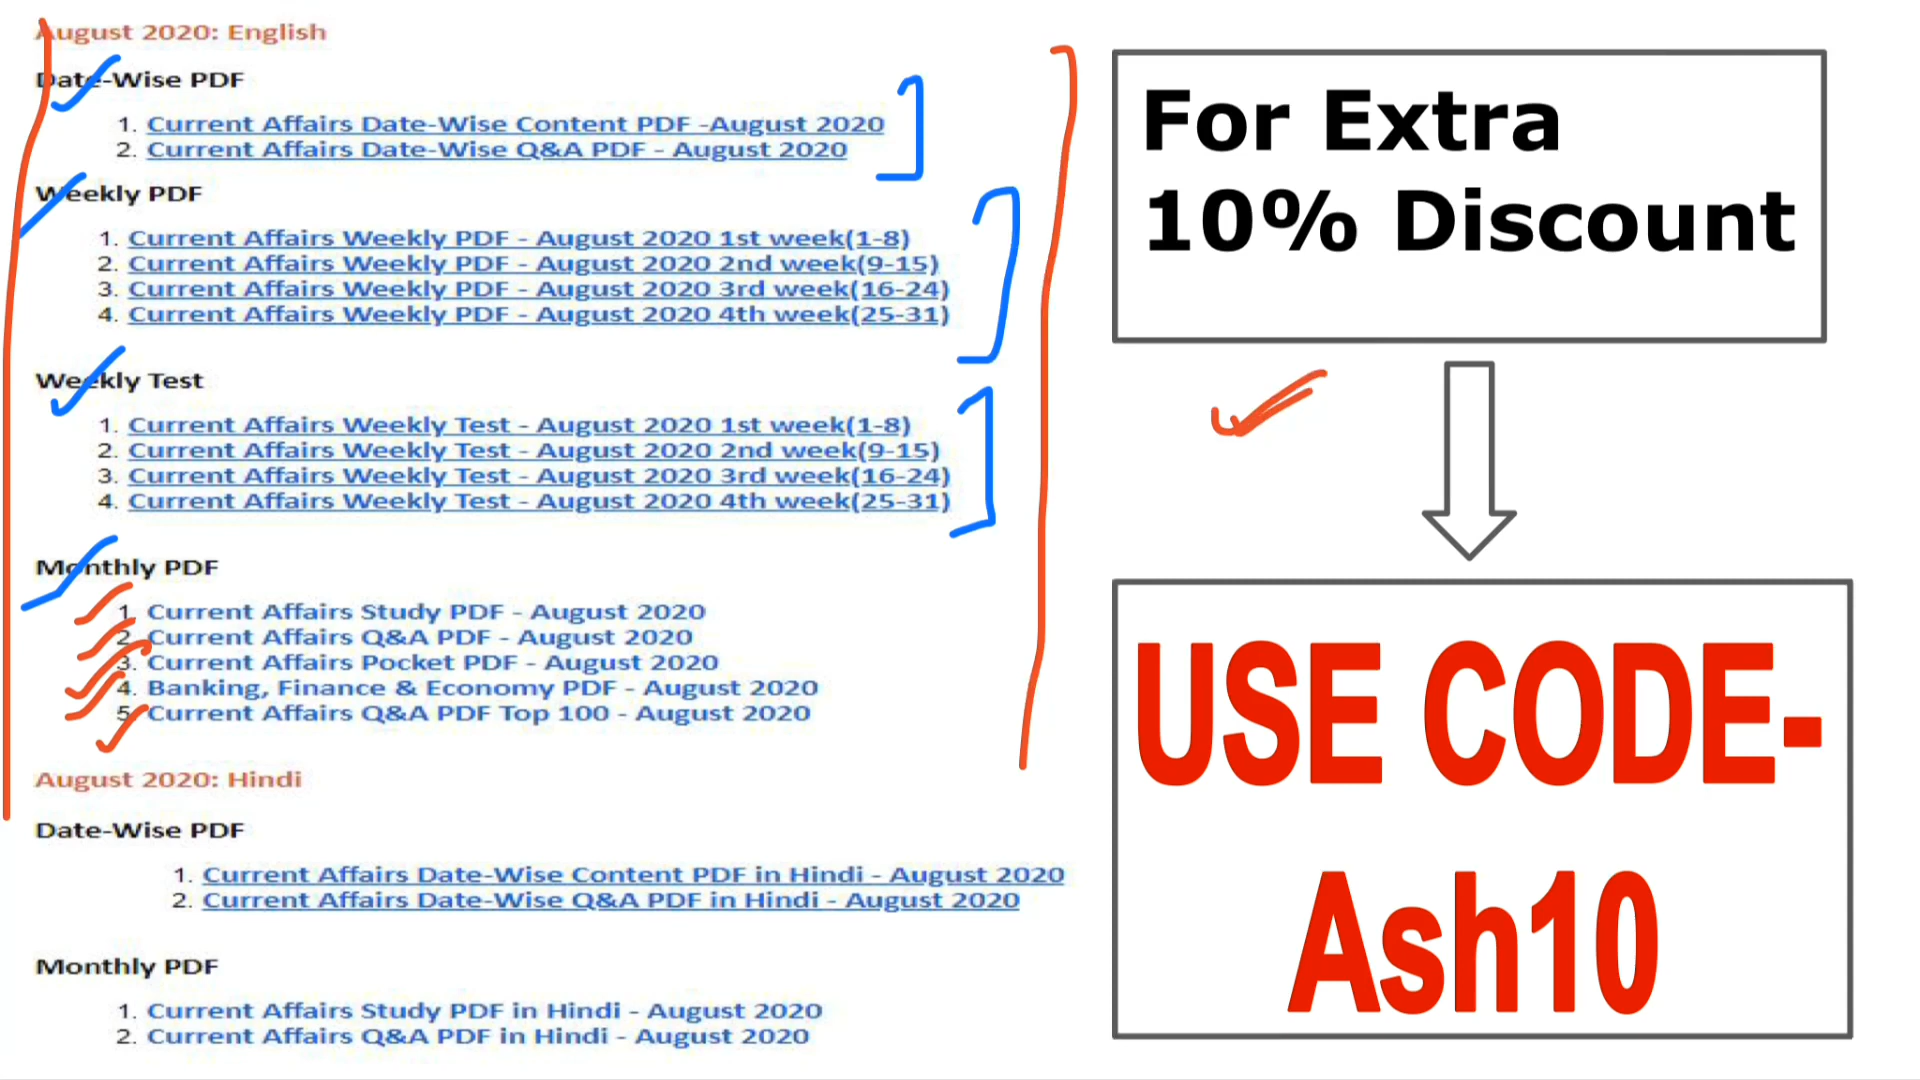 August 2020: English
Date-Wise PDF
1. Current Affairs Date-Wise Content PDF -August 2020
2. Current Affairs Date-Wise Q&A PDF - August 2020
Weekly PDF
1. Current Affairs Weekly PDF - August 2020 1st week(1-8)
2. Current Affairs Weekly PDF - August 2020 2nd week(9-15)
3. Current Affairs Weekly PDF - August 2020 3rd week(16-24)
4. Current Affairs Weekly PDF - August 2020 4th week(25-31)
Weekly Test
1. Current Affairs Weekly Test - August 2020 1st week(1-8)
2. Current Affairs Weekly Test - August 2020 2nd week(9-15)
3. Current Affairs Weekly Test - August 2020 3rd week(16-24)
4. Current Affairs Weekly Test - August 2020 4th week(25-31)
Monthly PDF
1. Current Affairs Study PDF - August 2020
2. Current Affairs Q&A PDF - August 2020
3. Current Affairs Pocket PDF - August 2020
4. Banking, Finance & Economy PDF - August 2020
5. Current Affairs Q&A PDF Top 100 - August 2020
August 2020: Hindi
Date-Wise PDF
1. Current Affairs Date-Wise Content PDF in Hindi - August 2020
2. Current Affairs Date-Wise Q&A PDF in Hindi - August 2020
Monthly PDF
1. Current Affairs Study PDF in Hindi - August 2020
2. Current Affairs Q&A PDF in Hindi - August 2020
For Extra
10% Discount
USE CODE-
Ash10